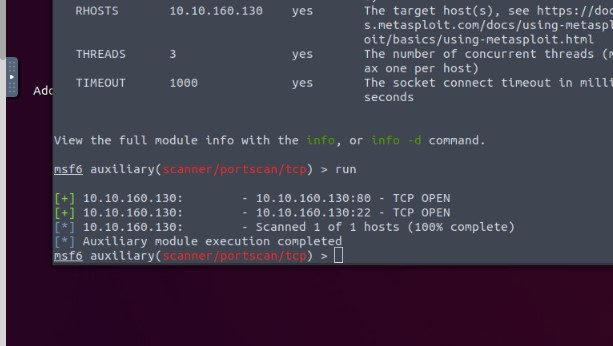 RHOSTS 10.10.160.130 yes The target host(s), see https://doc
s.metasploit.com/docs/using-metaspl
oit/basics/using-metasploit.html
THREADS 3 yes The number of concurrent threads (m
ax one per host)
TIMEOUT 1000 yes The socket connect timeout in milli
seconds
Adc
View the full module info with the info, or info -d command.
msf6 auxiliary(scanner/portscan/tcp) > run
[+] 10.10.160.130: - 10.10.160.130:80 - TCP OPEN
[+] 10.10.160.130: - 10.10.160.130:22 - TCP OPEN
[*] 10.10.160.130: - Scanned 1 of 1 hosts (100% complete)
[*] Auxiliary module execution completed
msf6 auxiliary(scanner/portscan/tcp) >